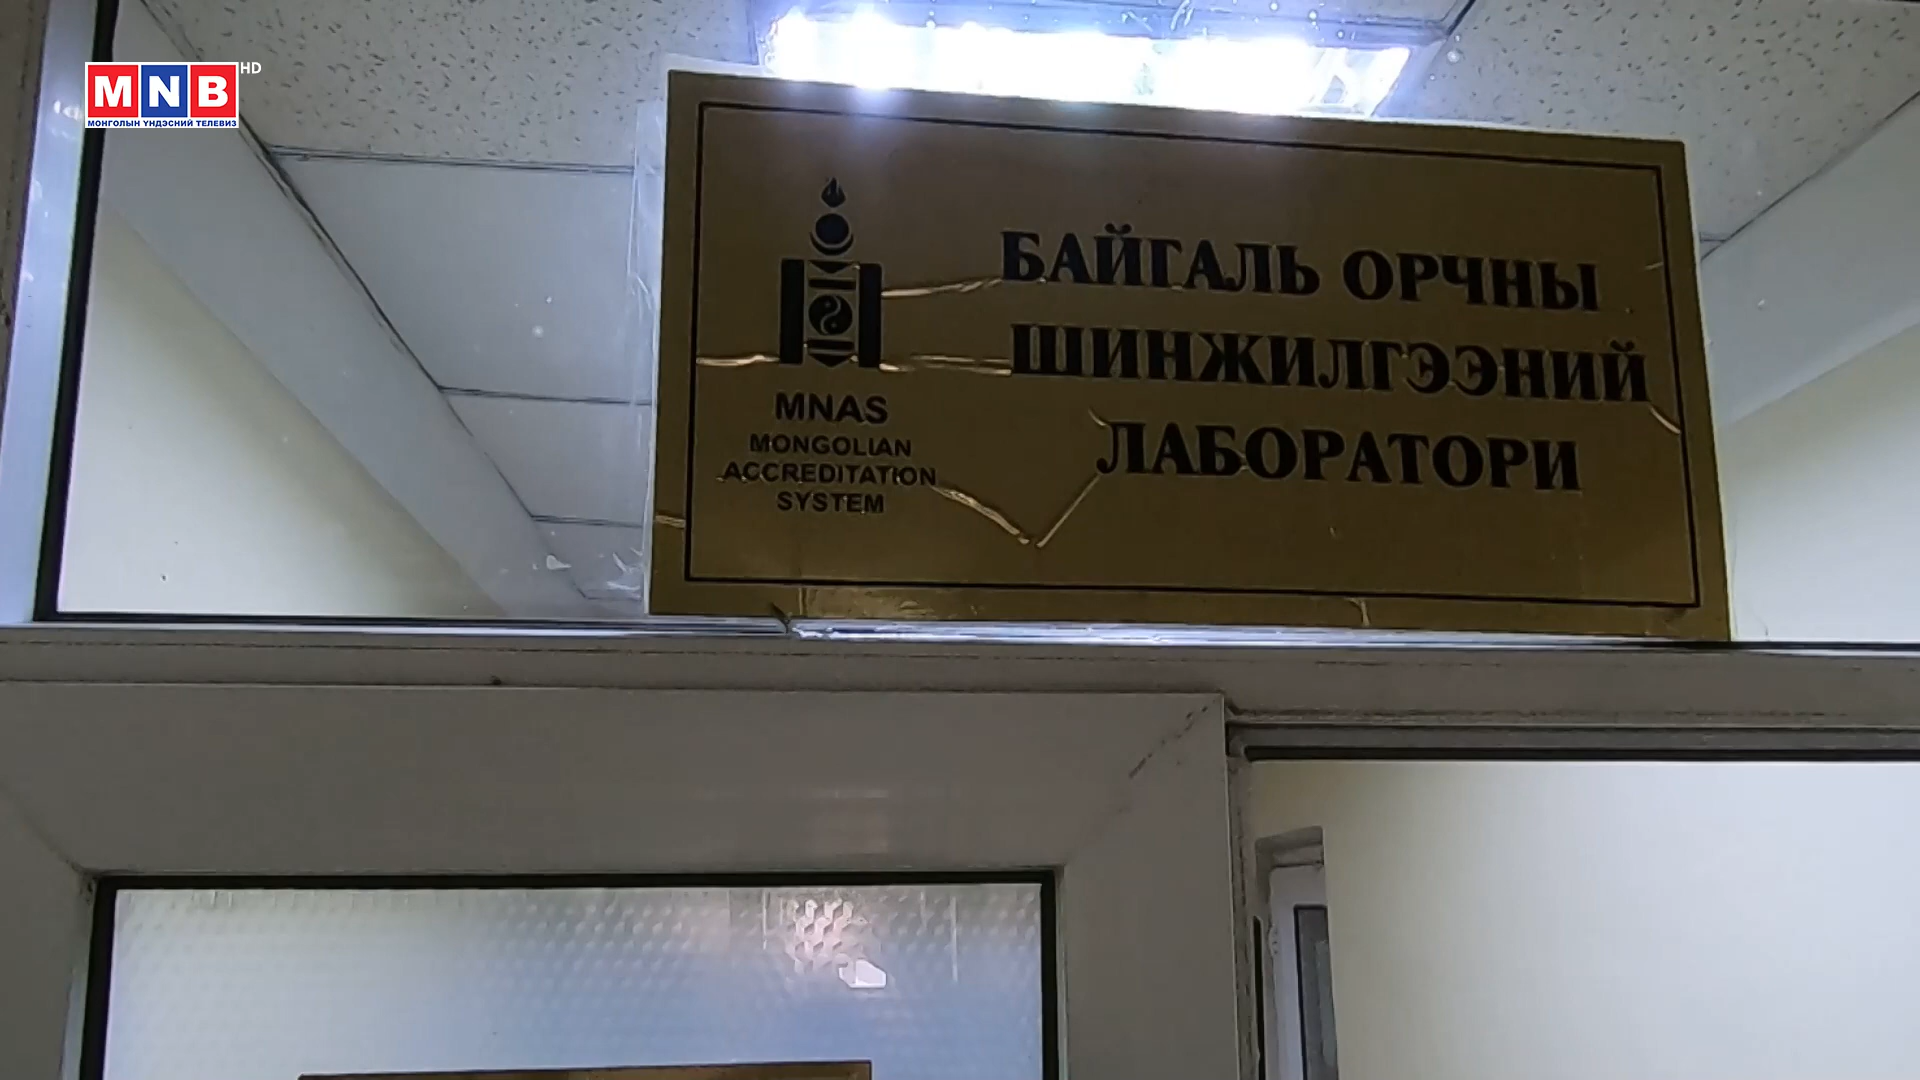 MNB HD
МОНГОЛЫН ҮНДЭСНИЙ ТЕЛЕВИЗ
MNAS
MONGOLIAN
ACCREDITATION
SYSTEM
БАЙГАЛЬ ОРЧНЫ
ШИНЖИЛГЭЭНИЙ
ЛАБОРАТОРИ